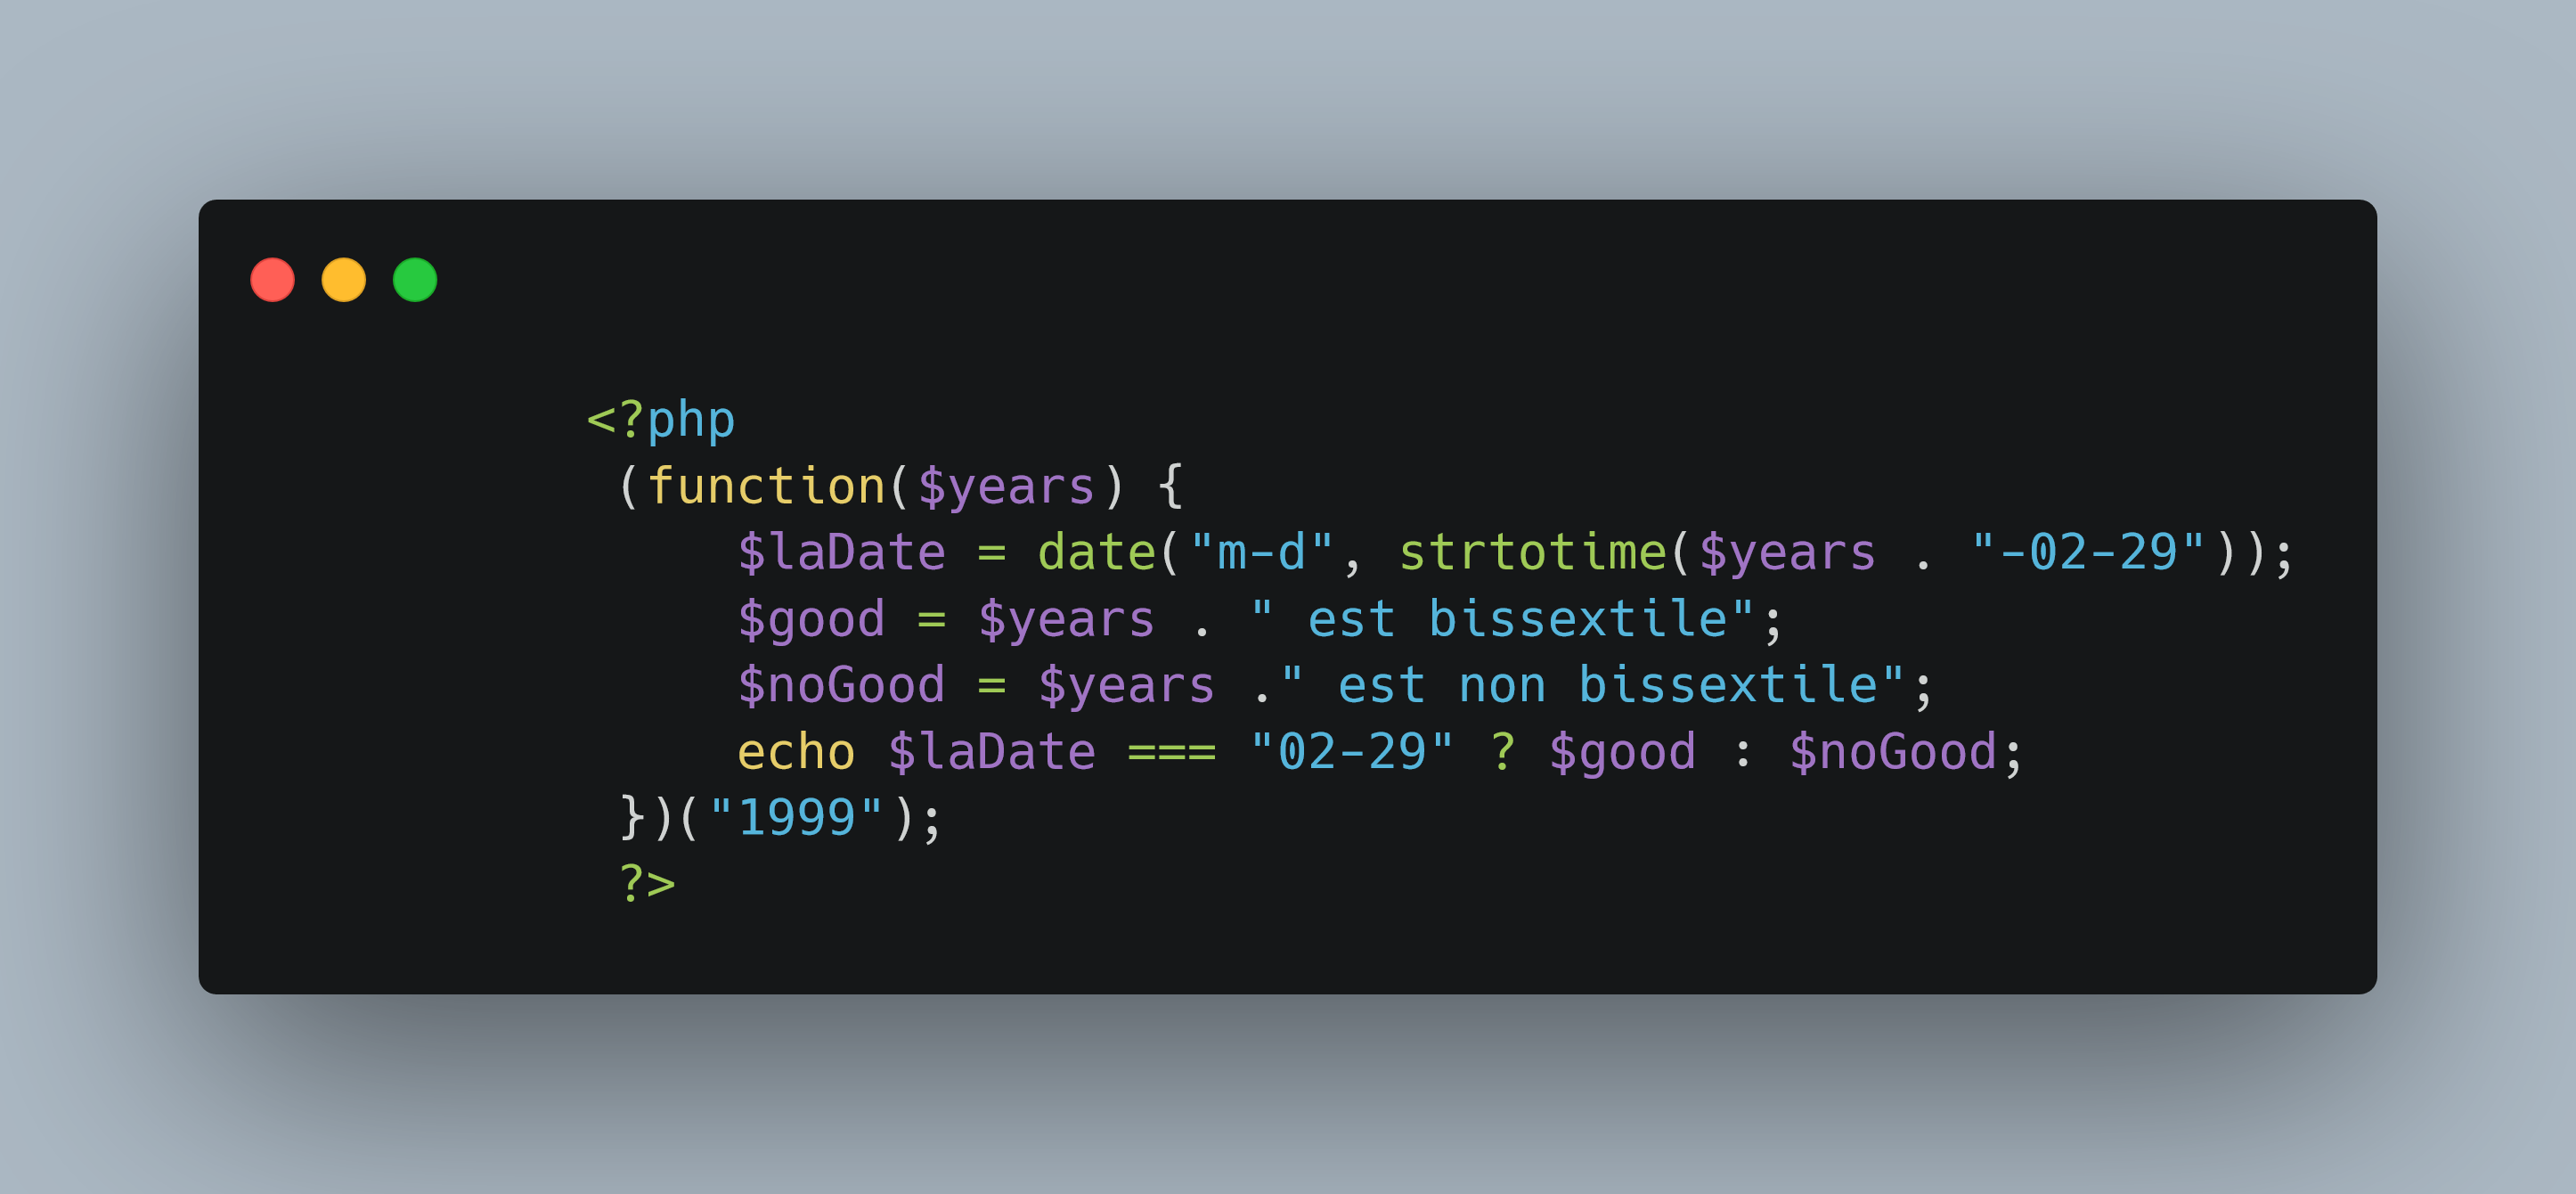 <?php
(function($years) {
$laDate = date("m-d", strtotime($years . "-02-29"));
$good = $years . " est bissextile";
$noGood = $years ." est non bissextile";
echo $laDate === "02-29" ? $good : $noGood;
})("1999");
?>